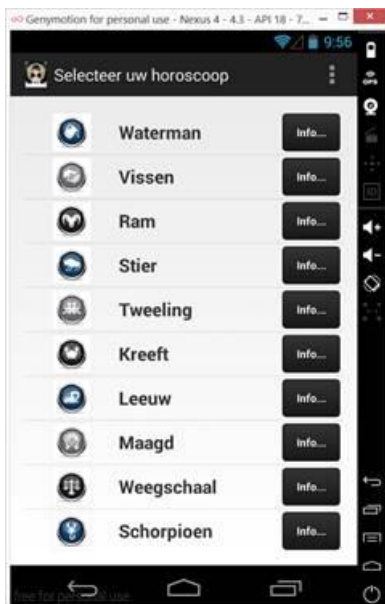 Genymotion for personal use - Nexus 4 - 4.3 - API 18 - 7...
9:56
Selecteer uw horoscoop
Waterman Info...
Vissen Info...
Ram Info...
Stier Info...
Tweeling Info...
Kreeft Info...
Leeuw Info...
Maagd Info...
Weegschaal Info...
Schorpioen Info...
free for personal use
GPS
ID